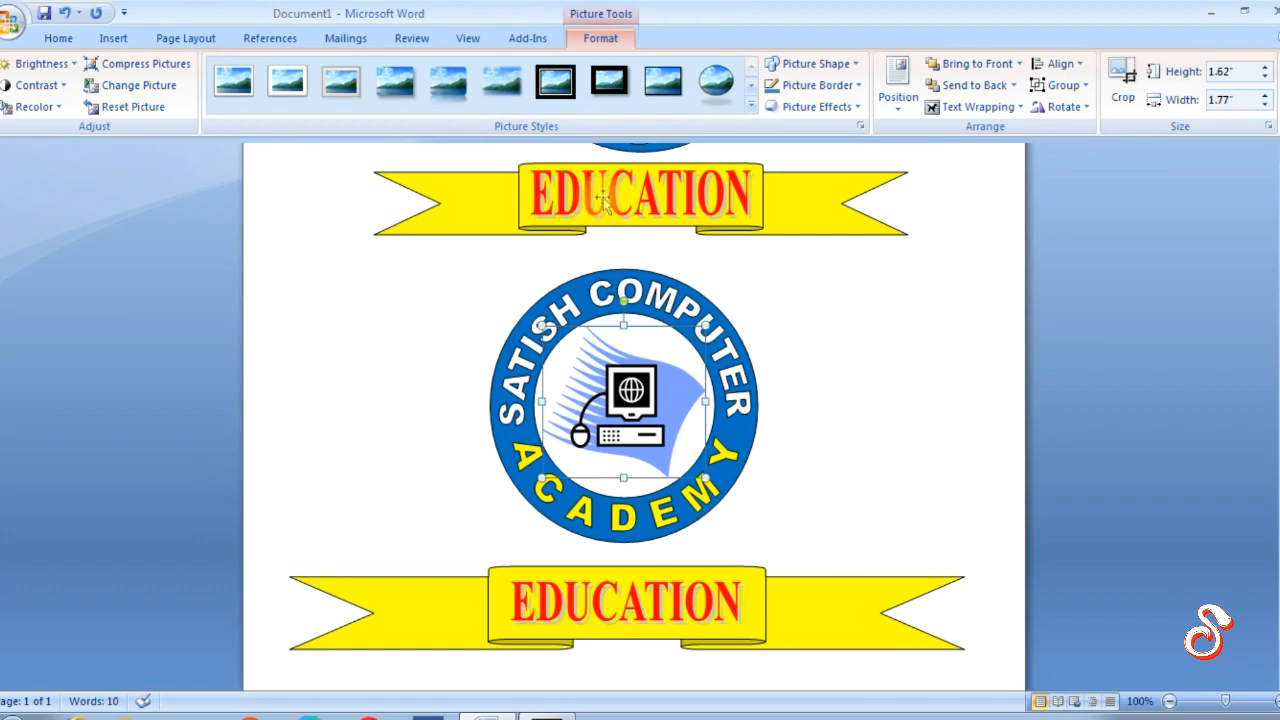 Document1 - Microsoft Word
Picture Tools
Home Insert Page Layout References Mailings Review View Add-Ins Format
Brightness Compress Pictures Picture Shape Bring to Front Align Height: 1.62"
Contrast Change Picture Picture Border Send to Back Group
Recolor Reset Picture Picture Effects Position Text Wrapping Rotate Crop Width: 1.77"
Adjust Picture Styles Arrange Size
EDUCATION
SATISH COMPUTER
ACADEMY
EDUCATION
age: 1 of 1 Words: 10 100%